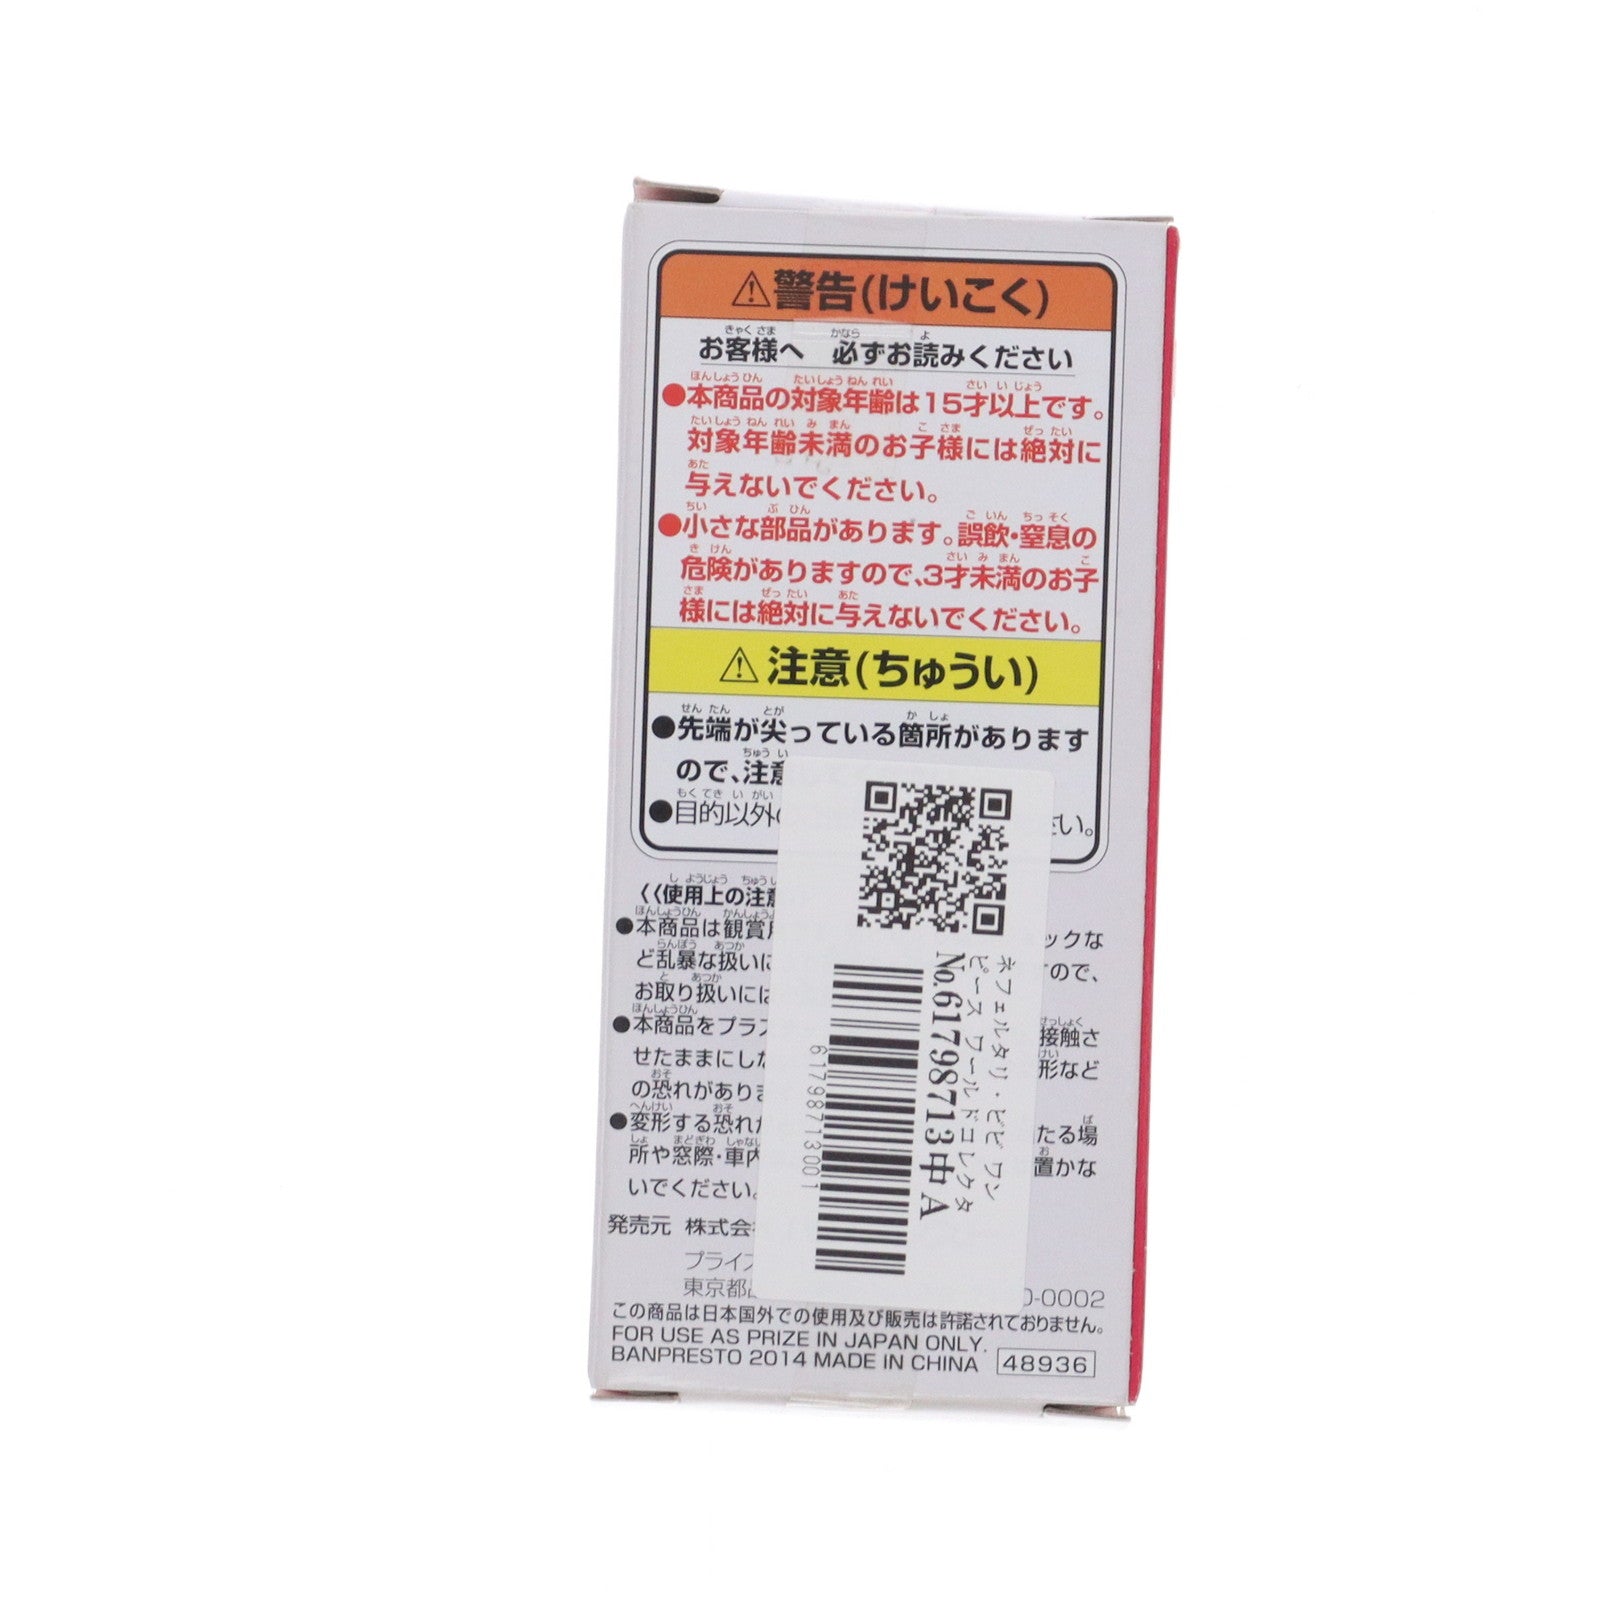 ⚠警告(けいこく)
お客様へ 必ずお読みください
●本商品の対象年齢は15才以上です。
対象年齢未満のお子様には絶対に
与えないでください。
●小さな部品があります。誤飲・窒息の
危険がありますので、3才未満のお子
様には絶対に与えないでください。
⚠注意(ちゅうい)
●先端が尖っている箇所があります
ので、注意
●目的以外 さい。
《使用上の注意
●本商品は観賞用 ックな
ど乱暴な扱いに ので、
お取り扱いには
●本商品をプラス 接触さ
せたままにした 形など
の恐れがありま
●変形する恐れが たる場
所や窓際・車内 置かな
いでください。
発売元 株式会
プライズ
東京都品 0-0002
この商品は日本国外での使用及び販売は許諾されておりません。
FOR USE AS PRIZE IN JAPAN ONLY.
BANPRESTO 2014 MADE IN CHINA 48936
ネフェルタリ・ビビ ワン
ピース ワールドコレクタ
No.61798713中 A
61798713001